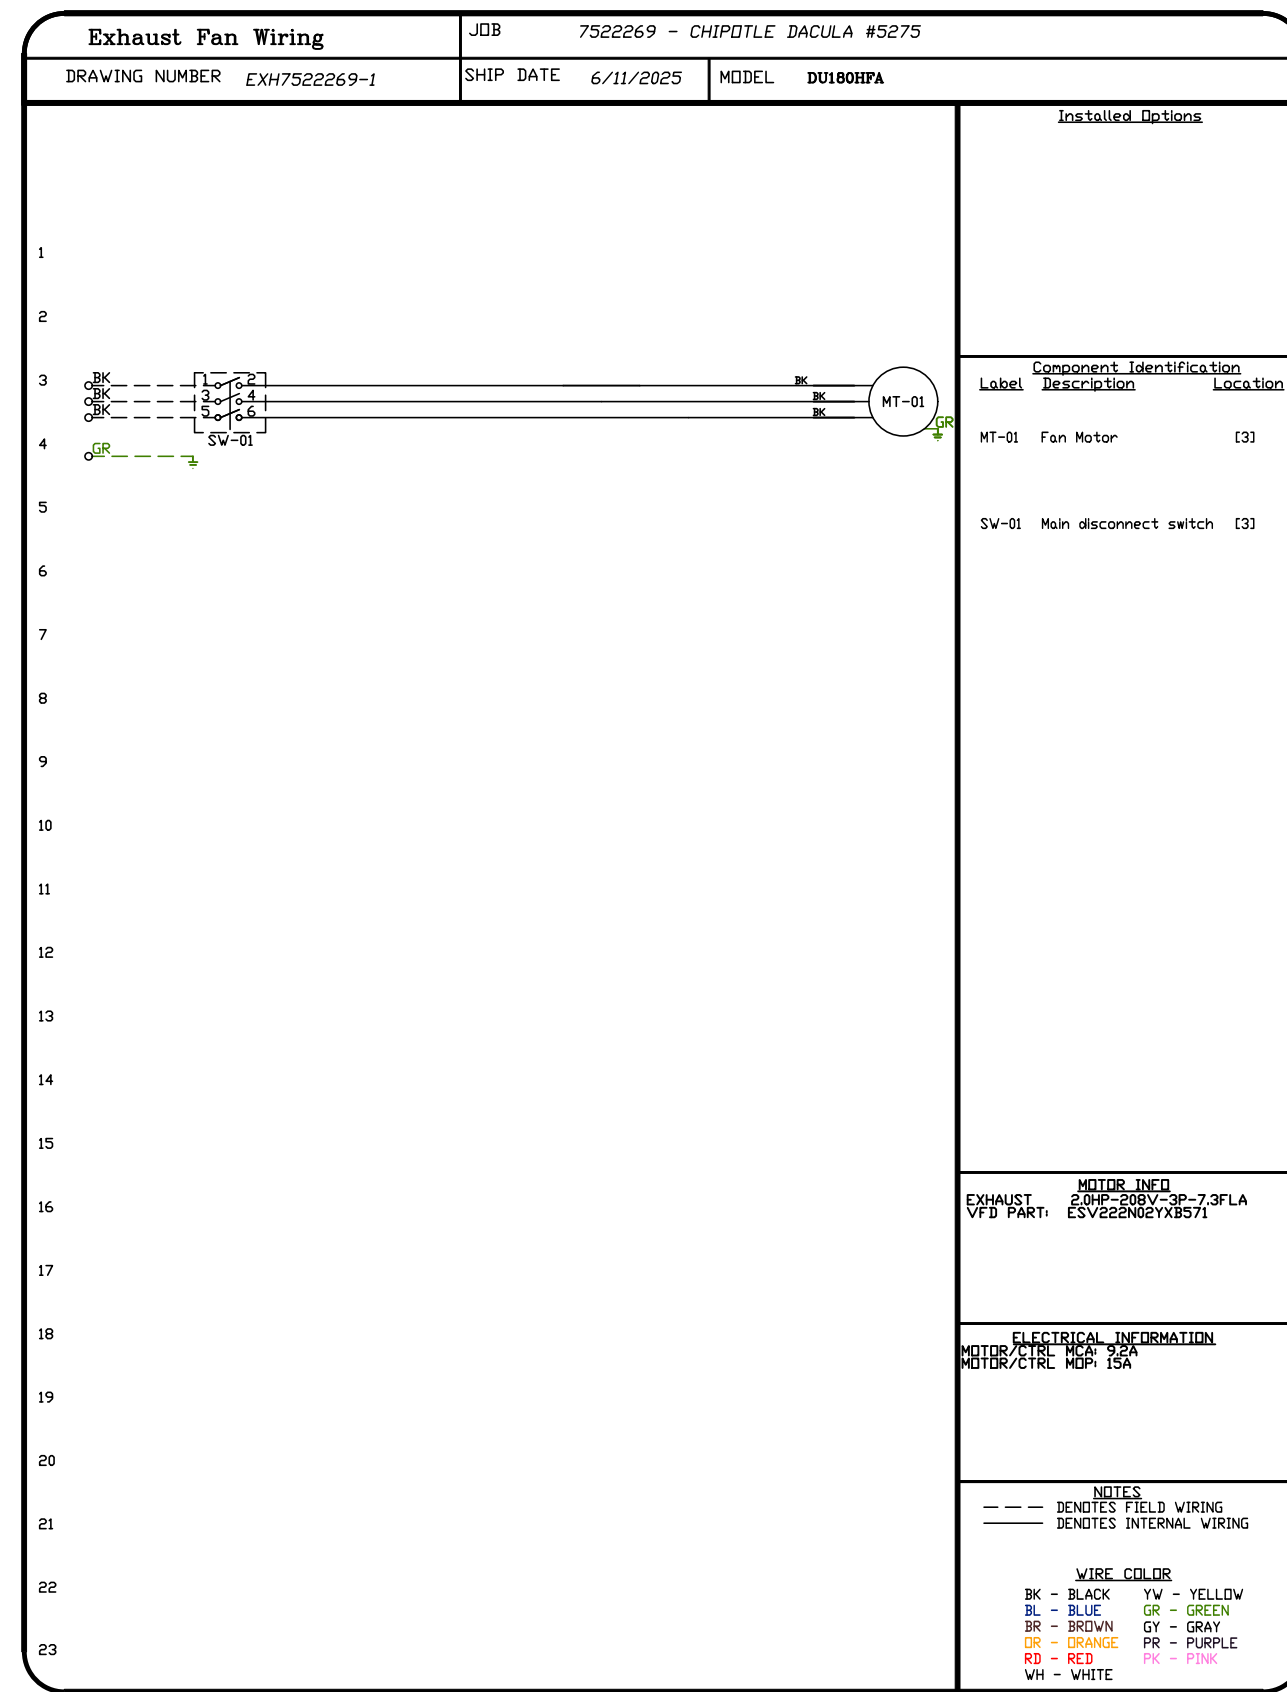 Exhaust Fan Wiring
JOB 7522269 - CHIPOTLE DACULA #5275
DRAWING NUMBER EXH7522269-1
SHIP DATE 6/11/2025
MODEL DU180HFA
Installed Options
1
2
3
BK 1 2 BK
BK 3 4 BK
BK 5 6 BK
MT-01
GR
SW-01
4
GR
5
6
7
8
9
10
11
12
13
14
15
16
17
18
19
20
21
22
23
Component Identification
Label Description Location
MT-01 Fan Motor [3]
SW-01 Main disconnect switch [3]
MOTOR INFO
EXHAUST 2.0HP-208V-3P-7.3FLA
VFD PART: ESV222N02YXB571
ELECTRICAL INFORMATION
MOTOR/CTRL MCA: 9.2A
MOTOR/CTRL MOP: 15A
NOTES
DENOTES FIELD WIRING
DENOTES INTERNAL WIRING
WIRE COLOR
BK - BLACK YW - YELLOW
BL - BLUE GR - GREEN
BR - BROWN GY - GRAY
OR - ORANGE PR - PURPLE
RD - RED PK - PINK
WH - WHITE